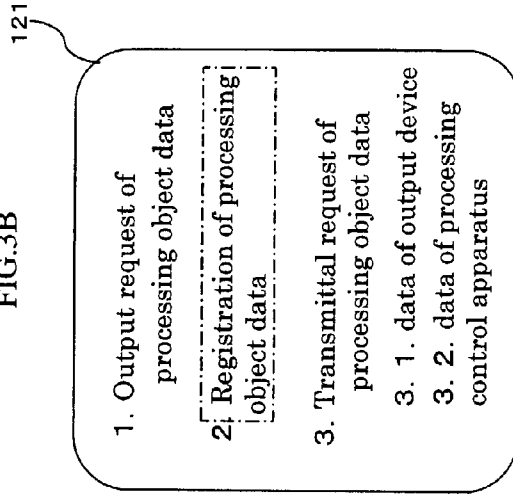 FIG.3B
121
1. Output request of
processing object data
2. Registration of processing
object data
3. Transmittal request of
processing object data
3. 1. data of output device
3. 2. data of processing
control apparatus